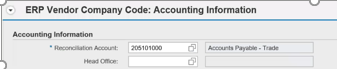 ERP Vendor Company Code: Accounting Information
Accounting Information
* Reconciliation Account: 205101000 Accounts Payable - Trade
Head Office: